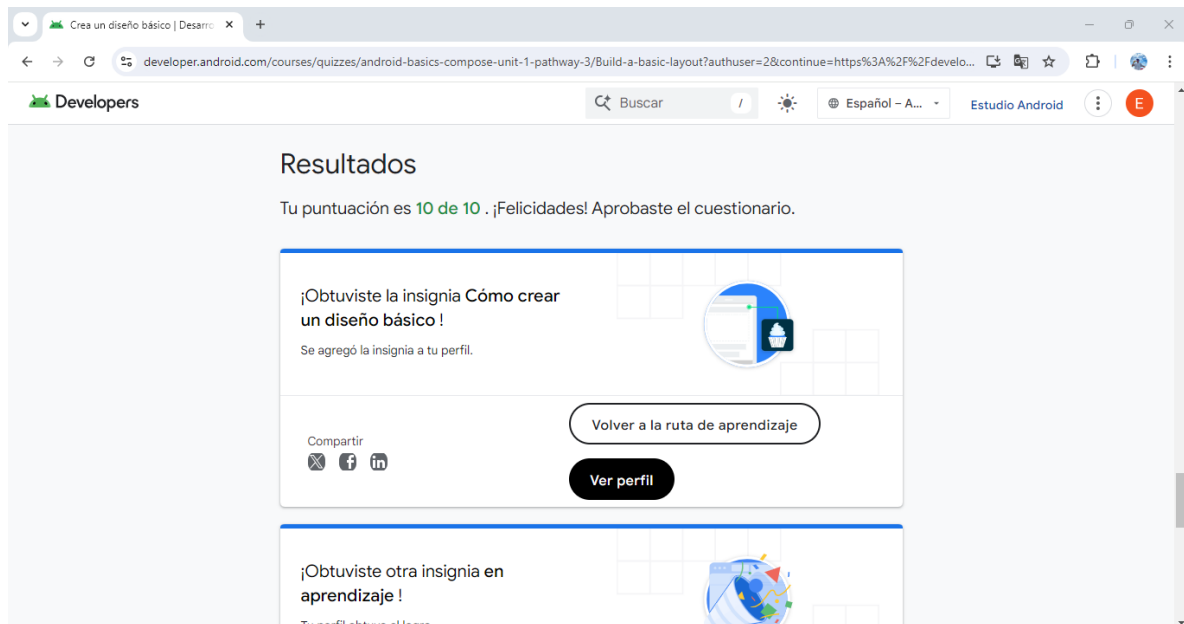 Crea un diseño básico | Desarro
developer.android.com/courses/quizzes/android-basics-compose-unit-1-pathway-3/Build-a-basic-layout?authuser=2&continue=https%3A%2F%2Fdevelo...
Developers
Buscar
/
Español – A...
Estudio Android
E
Resultados
Tu puntuación es 10 de 10 . ¡Felicidades! Aprobaste el cuestionario.
¡Obtuviste la insignia Cómo crear
un diseño básico !
Se agregó la insignia a tu perfil.
Compartir
Volver a la ruta de aprendizaje
Ver perfil
¡Obtuviste otra insignia en
aprendizaje !